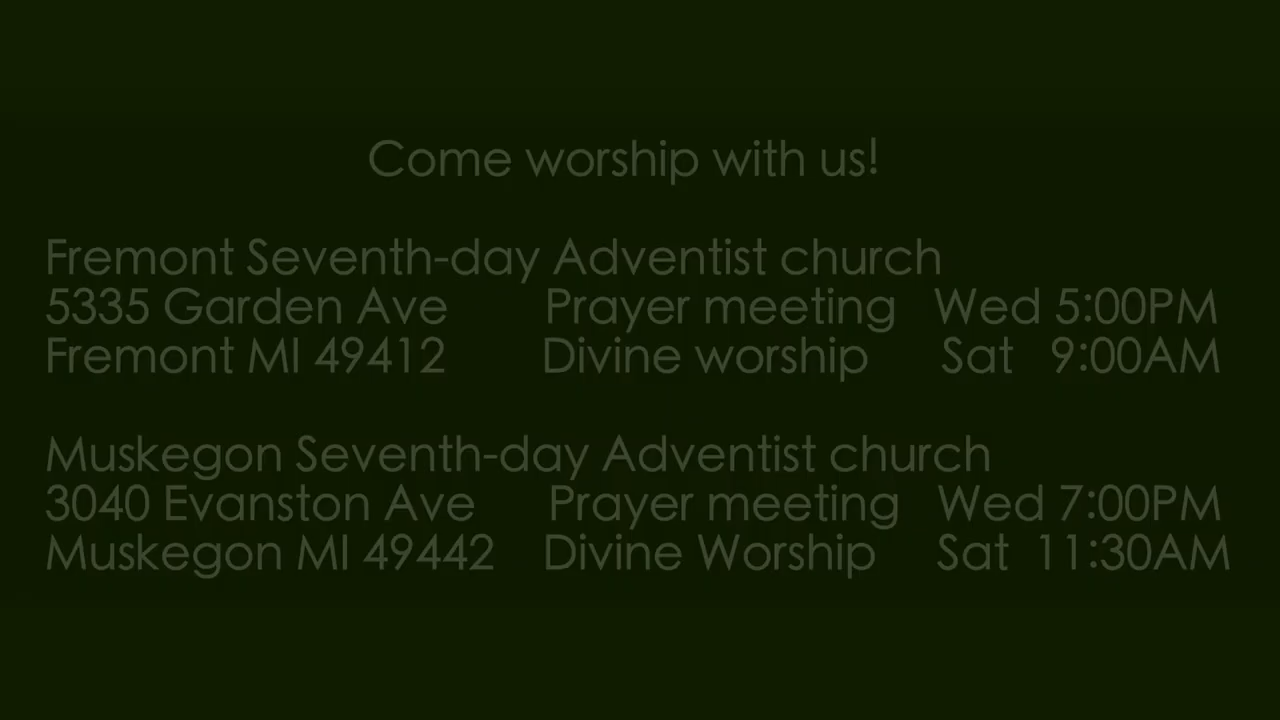 Come worship with us!
Fremont Seventh-day Adventist church
5335 Garden Ave Prayer meeting Wed 5:00PM
Fremont MI 49412 Divine worship Sat 9:00AM
Muskegon Seventh-day Adventist church
3040 Evanston Ave Prayer meeting Wed 7:00PM
Muskegon MI 49442 Divine Worship Sat 11:30AM